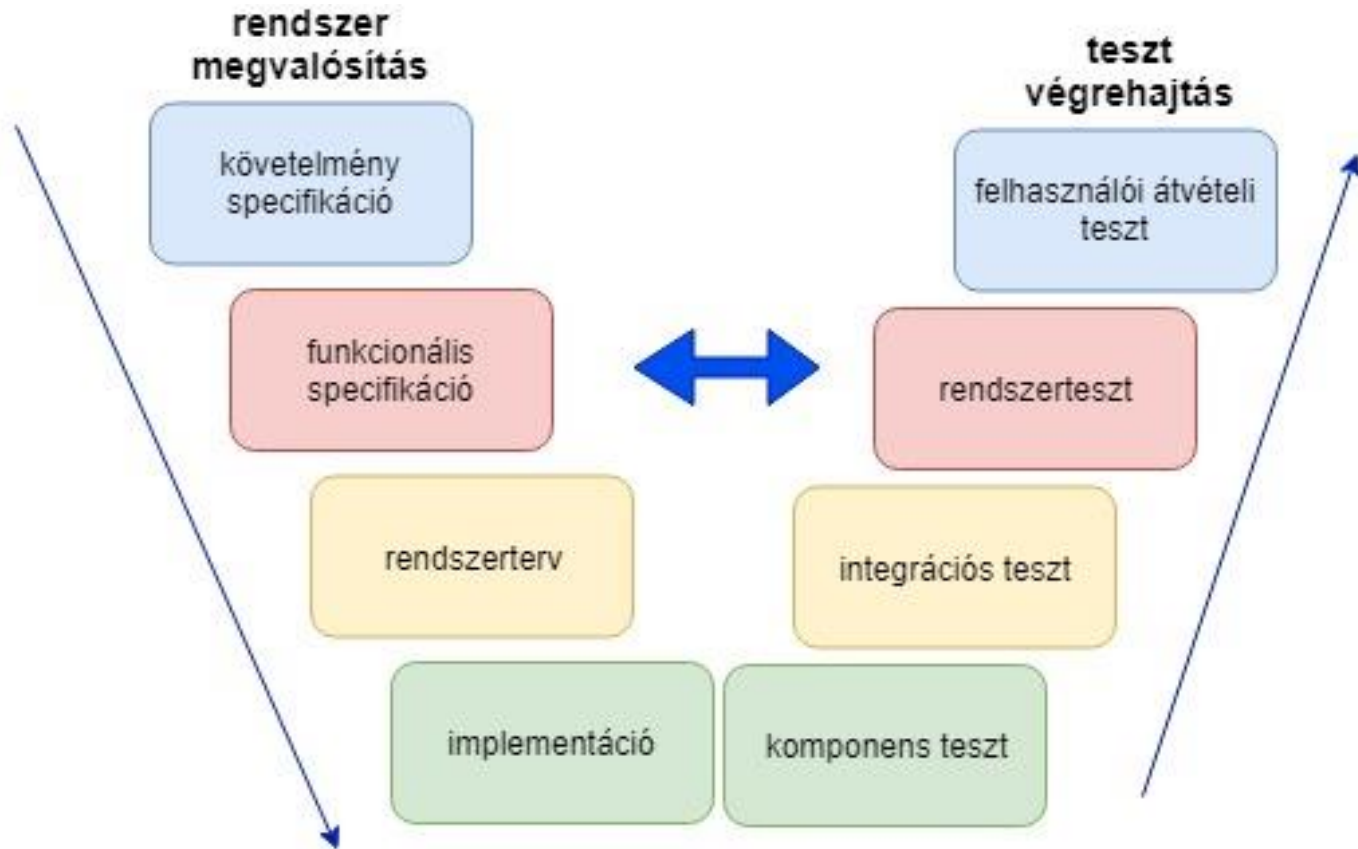 rendszer
megvalósítás
teszt
végrehajtás
követelmény
specifikáció
felhasználói átvételi
teszt
funkcionális
specifikáció
rendszerteszt
rendszerterv
integrációs teszt
implementáció
komponens teszt